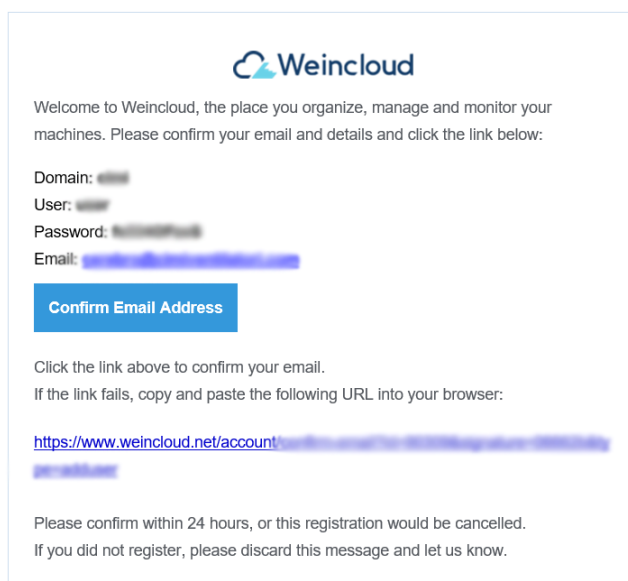 Weincloud
Welcome to Weincloud, the place you organize, manage and monitor your
machines. Please confirm your email and details and click the link below:
Domain:
User:
Password:
Email:
Confirm Email Address
Click the link above to confirm your email.
If the link fails, copy and paste the following URL into your browser:
https://www.weincloud.net/account/
Please confirm within 24 hours, or this registration would be cancelled.
If you did not register, please discard this message and let us know.